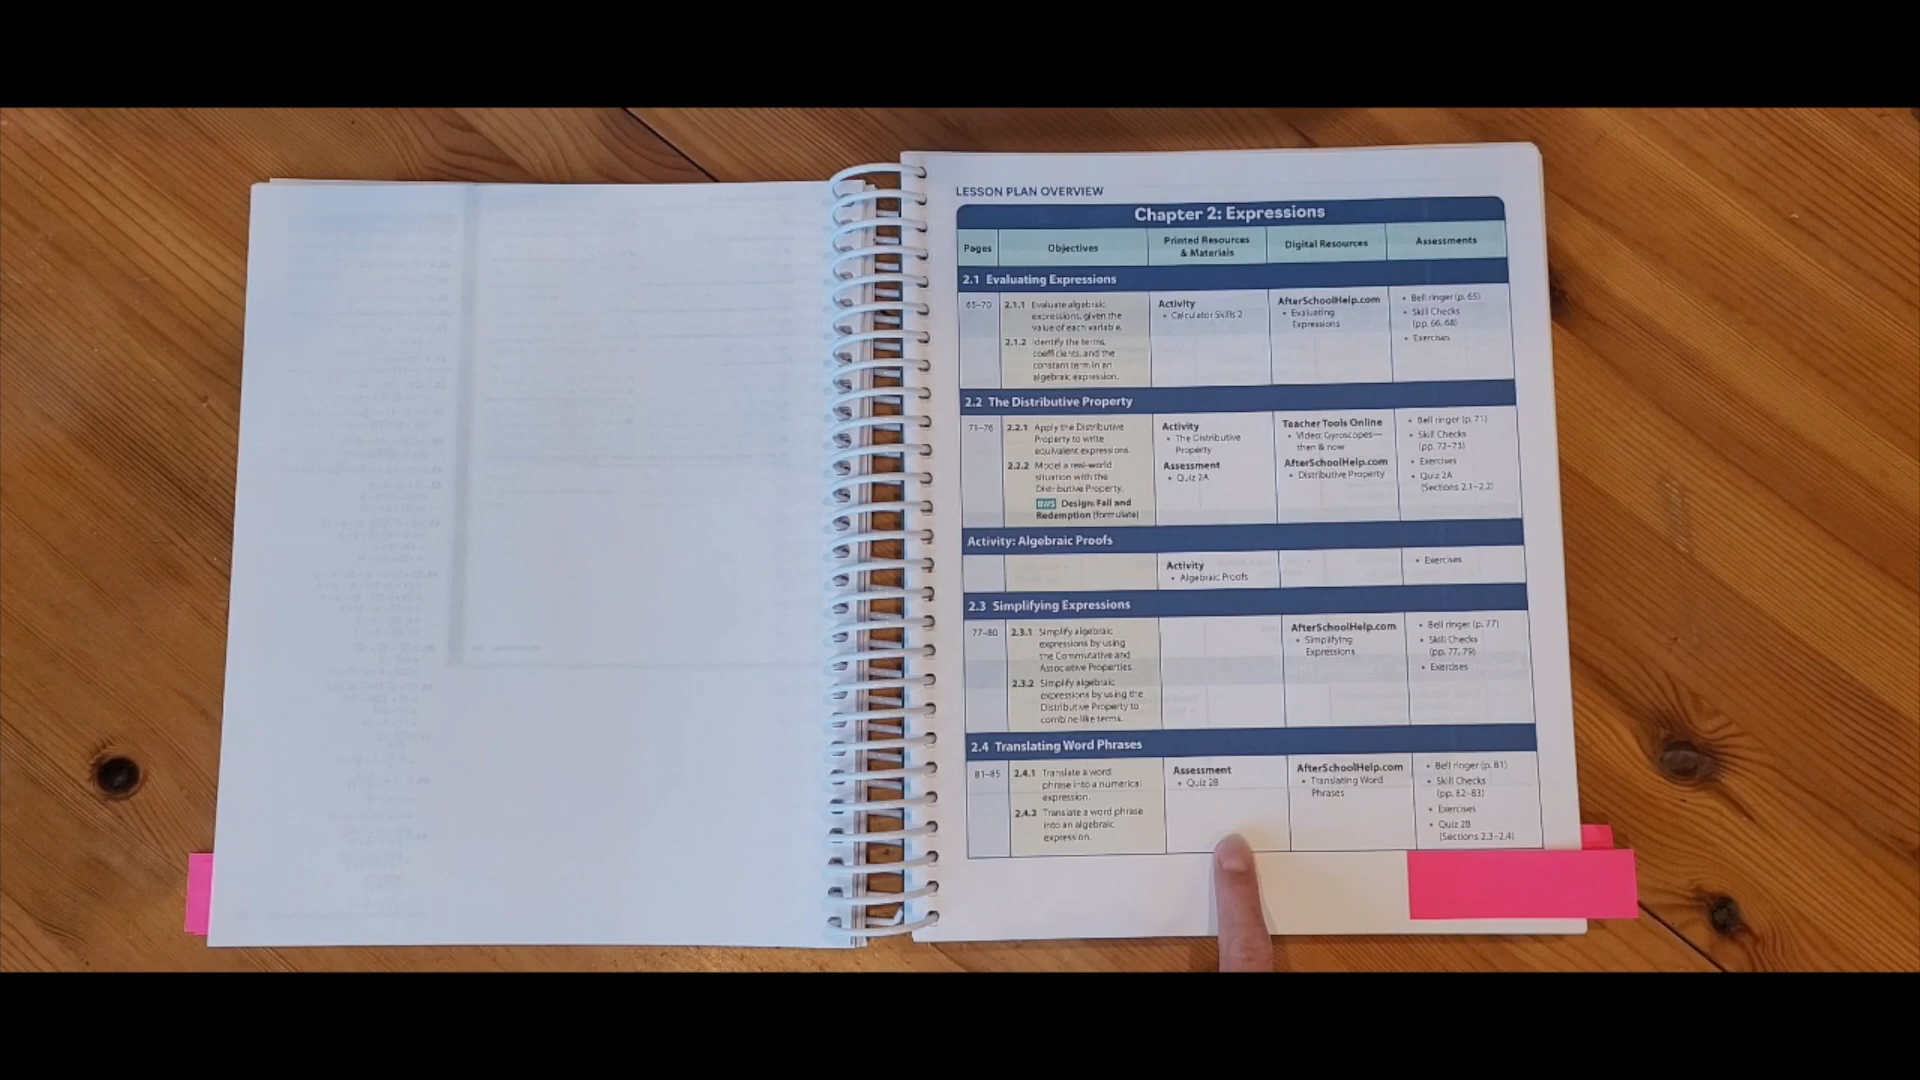 LESSON PLAN OVERVIEW
Chapter 2: Expressions
Pages
Objectives
Printed Resources
& Materials
Digital Resources
Assessments
2.1 Evaluating Expressions
65–70
2.1.1 Evaluate algebraic
expressions, given the
value of each variable.
2.1.2 Identify the terms,
coefficients, and the
constant term in an
algebraic expression.
Activity
• Calculator Skills 2
AfterSchoolHelp.com
• Evaluating
Expressions
• Bell ringer (p. 65)
• Skill Checks
(pp. 66, 68)
• Exercises
2.2 The Distributive Property
71–76
2.2.1 Apply the Distributive
Property to write
equivalent expressions.
2.2.2 Model a real-world
situation with the
Distributive Property.
BWS Design: Fall and
Redemption (formulate)
Activity
• The Distributive
Property
Assessment
• Quiz 2A
Teacher Tools Online
• Video: Gyroscopes—
then & now
AfterSchoolHelp.com
• Distributive Property
• Bell ringer (p. 71)
• Skill Checks
(pp. 72–73)
• Exercises
• Quiz 2A
(Sections 2.1–2.2)
Activity: Algebraic Proofs
Activity
• Algebraic Proofs
• Exercises
2.3 Simplifying Expressions
77–80
2.3.1 Simplify algebraic
expressions by using
the Commutative and
Associative Properties.
2.3.2 Simplify algebraic
expressions by using the
Distributive Property to
combine like terms.
AfterSchoolHelp.com
• Simplifying
Expressions
• Bell ringer (p. 77)
• Skill Checks
(pp. 77, 79)
• Exercises
2.4 Translating Word Phrases
81–85
2.4.1 Translate a word
phrase into a numerical
expression.
2.4.2 Translate a word phrase
into an algebraic
expression.
Assessment
• Quiz 2B
AfterSchoolHelp.com
• Translating Word
Phrases
• Bell ringer (p. 81)
• Skill Checks
(pp. 82–83)
• Exercises
• Quiz 2B
(Sections 2.3–2.4)